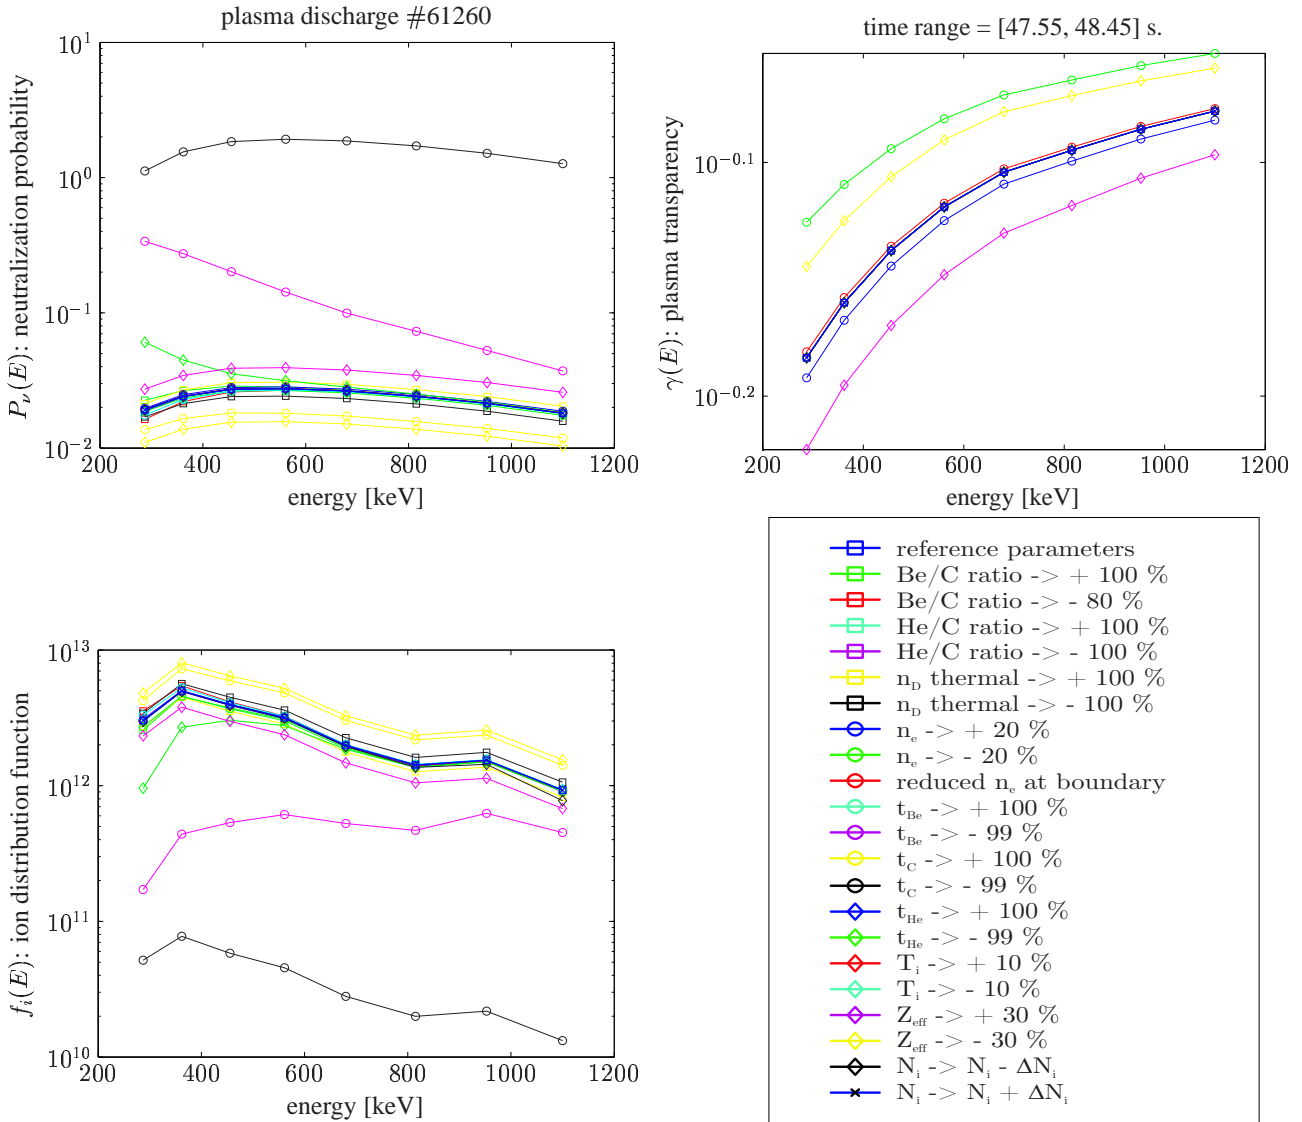 plasma discharge #61260
time range = [47.55, 48.45] s.
P_ν(E): neutralization probability
10^1
10^0
10^−1
10^−2
200 400 600 800 1000 1200
energy [keV]
γ(E): plasma transparency
10^−0.1
10^−0.2
200 400 600 800 1000 1200
energy [keV]
f_i(E): ion distribution function
10^13
10^12
10^11
10^10
200 400 600 800 1000 1200
energy [keV]
reference parameters
Be/C ratio -> + 100 %
Be/C ratio -> - 80 %
He/C ratio -> + 100 %
He/C ratio -> - 100 %
n_D thermal -> + 100 %
n_D thermal -> - 100 %
n_e -> + 20 %
n_e -> - 20 %
reduced n_e at boundary
t_Be -> + 100 %
t_Be -> - 99 %
t_C -> + 100 %
t_C -> - 99 %
t_He -> + 100 %
t_He -> - 99 %
T_i -> + 10 %
T_i -> - 10 %
Z_eff -> + 30 %
Z_eff -> - 30 %
N_i -> N_i - ΔN_i
N_i -> N_i + ΔN_i